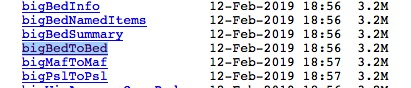 bigBedInfo 12-Feb-2019 18:56 3.2M
bigBedNamedItems 12-Feb-2019 18:56 3.2M
bigBedSummary 12-Feb-2019 18:56 3.2M
bigBedToBed 12-Feb-2019 18:56 3.2M
bigMafToMaf 12-Feb-2019 18:57 3.2M
bigPslToPsl 12-Feb-2019 18:57 3.2M